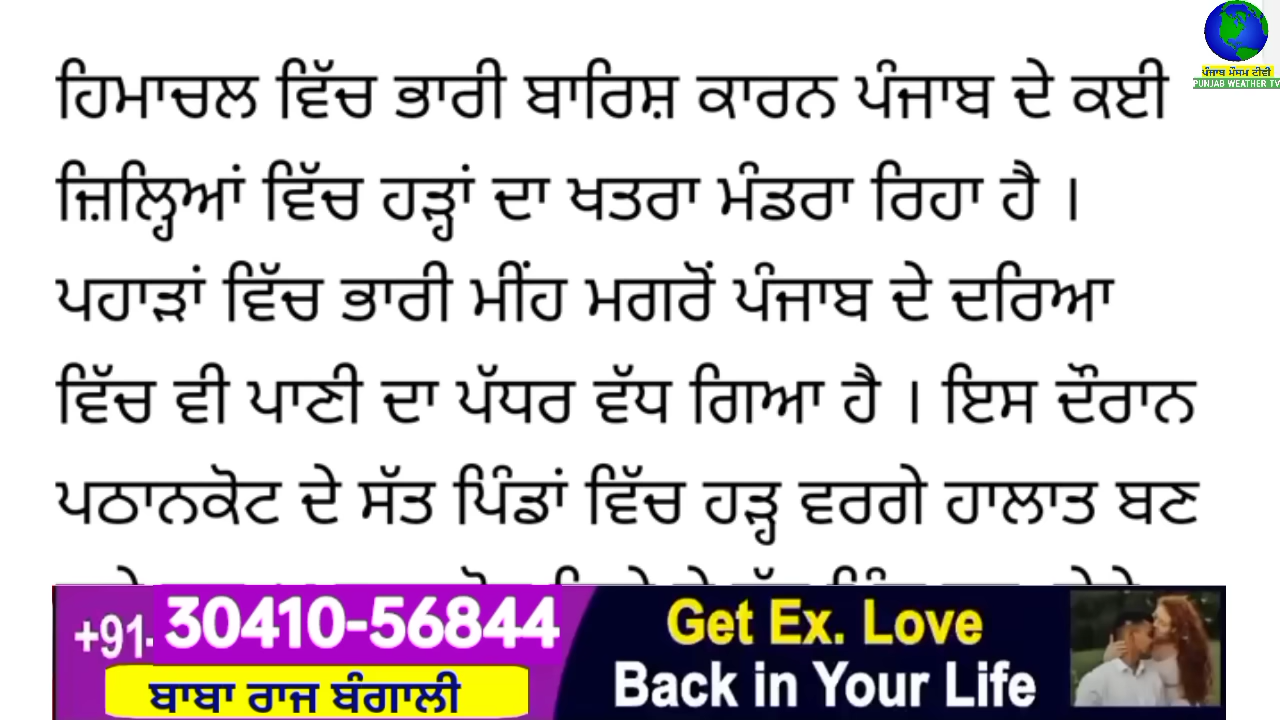 ਪੰਜਾਬ ਮੌਸਮ ਟੀਵੀ
PUNJAB WEATHER TV
ਹਿਮਾਚਲ ਵਿੱਚ ਭਾਰੀ ਬਾਰਿਸ਼ ਕਾਰਨ ਪੰਜਾਬ ਦੇ ਕਈ
ਜ਼ਿਲ੍ਹਿਆਂ ਵਿੱਚ ਹੜ੍ਹਾਂ ਦਾ ਖਤਰਾ ਮੰਡਰਾ ਰਿਹਾ ਹੈ ।
ਪਹਾੜਾਂ ਵਿੱਚ ਭਾਰੀ ਮੀਂਹ ਮਗਰੋਂ ਪੰਜਾਬ ਦੇ ਦਰਿਆ
ਵਿੱਚ ਵੀ ਪਾਣੀ ਦਾ ਪੱਧਰ ਵੱਧ ਗਿਆ ਹੈ । ਇਸ ਦੌਰਾਨ
ਪਠਾਨਕੋਟ ਦੇ ਸੱਤ ਪਿੰਡਾਂ ਵਿੱਚ ਹੜ੍ਹ ਵਰਗੇ ਹਾਲਾਤ ਬਣ
+91- 30410-56844
ਬਾਬਾ ਰਾਜ ਬੰਗਾਲੀ
Get Ex. Love
Back in Your Life